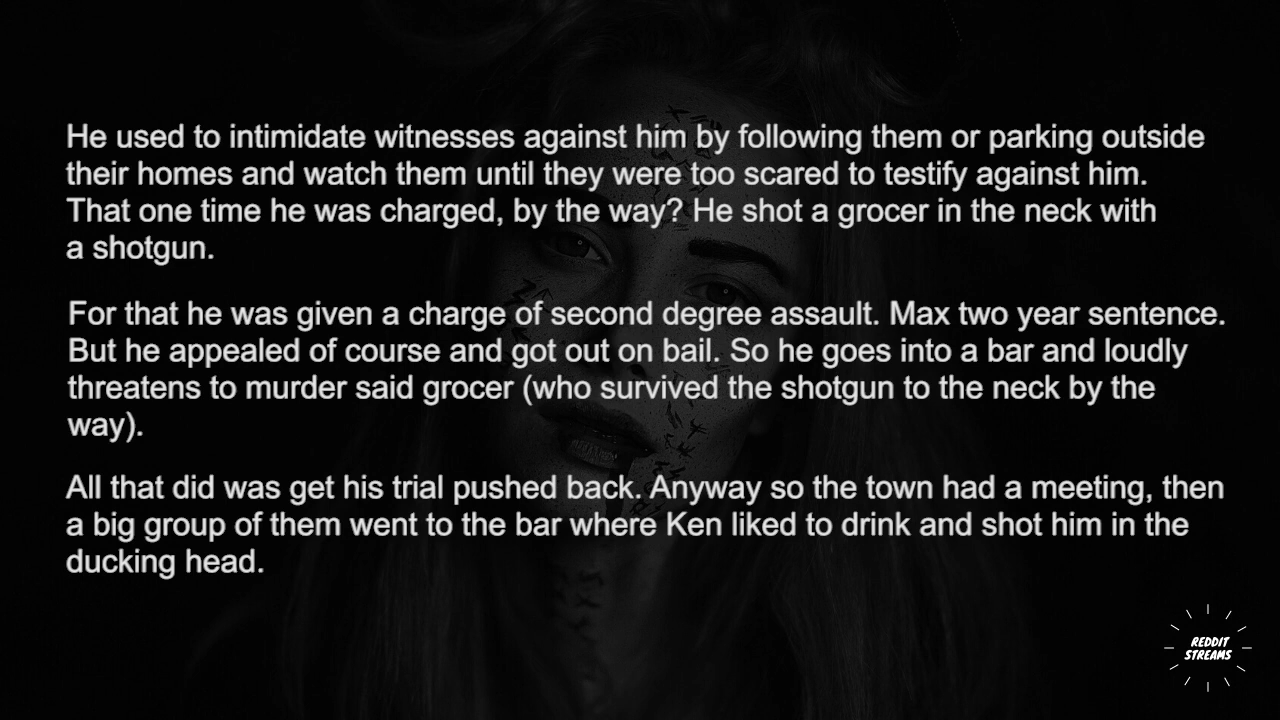 He used to intimidate witnesses against him by following them or parking outside
their homes and watch them until they were too scared to testify against him.
That one time he was charged, by the way? He shot a grocer in the neck with
a shotgun.
For that he was given a charge of second degree assault. Max two year sentence.
But he appealed of course and got out on bail. So he goes into a bar and loudly
threatens to murder said grocer (who survived the shotgun to the neck by the
way).
All that did was get his trial pushed back. Anyway so the town had a meeting, then
a big group of them went to the bar where Ken liked to drink and shot him in the
ducking head.
REDDIT
STREAMS